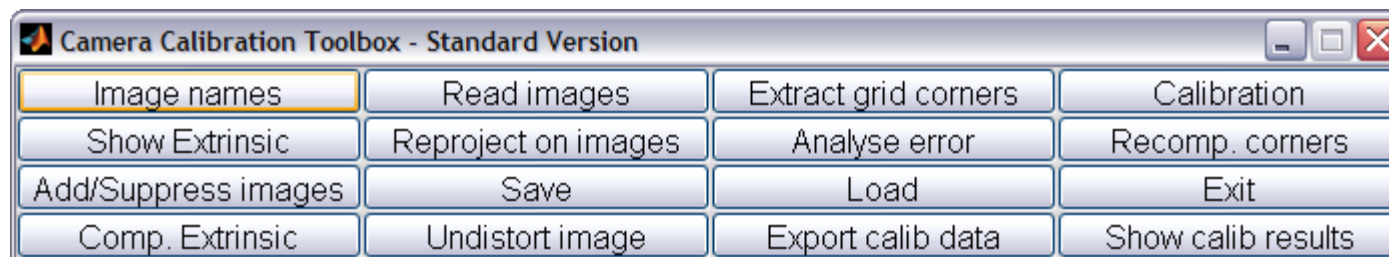 Camera Calibration Toolbox - Standard Version
Image names Read images Extract grid corners Calibration
Show Extrinsic Reproject on images Analyse error Recomp. corners
Add/Suppress images Save Load Exit
Comp. Extrinsic Undistort image Export calib data Show calib results